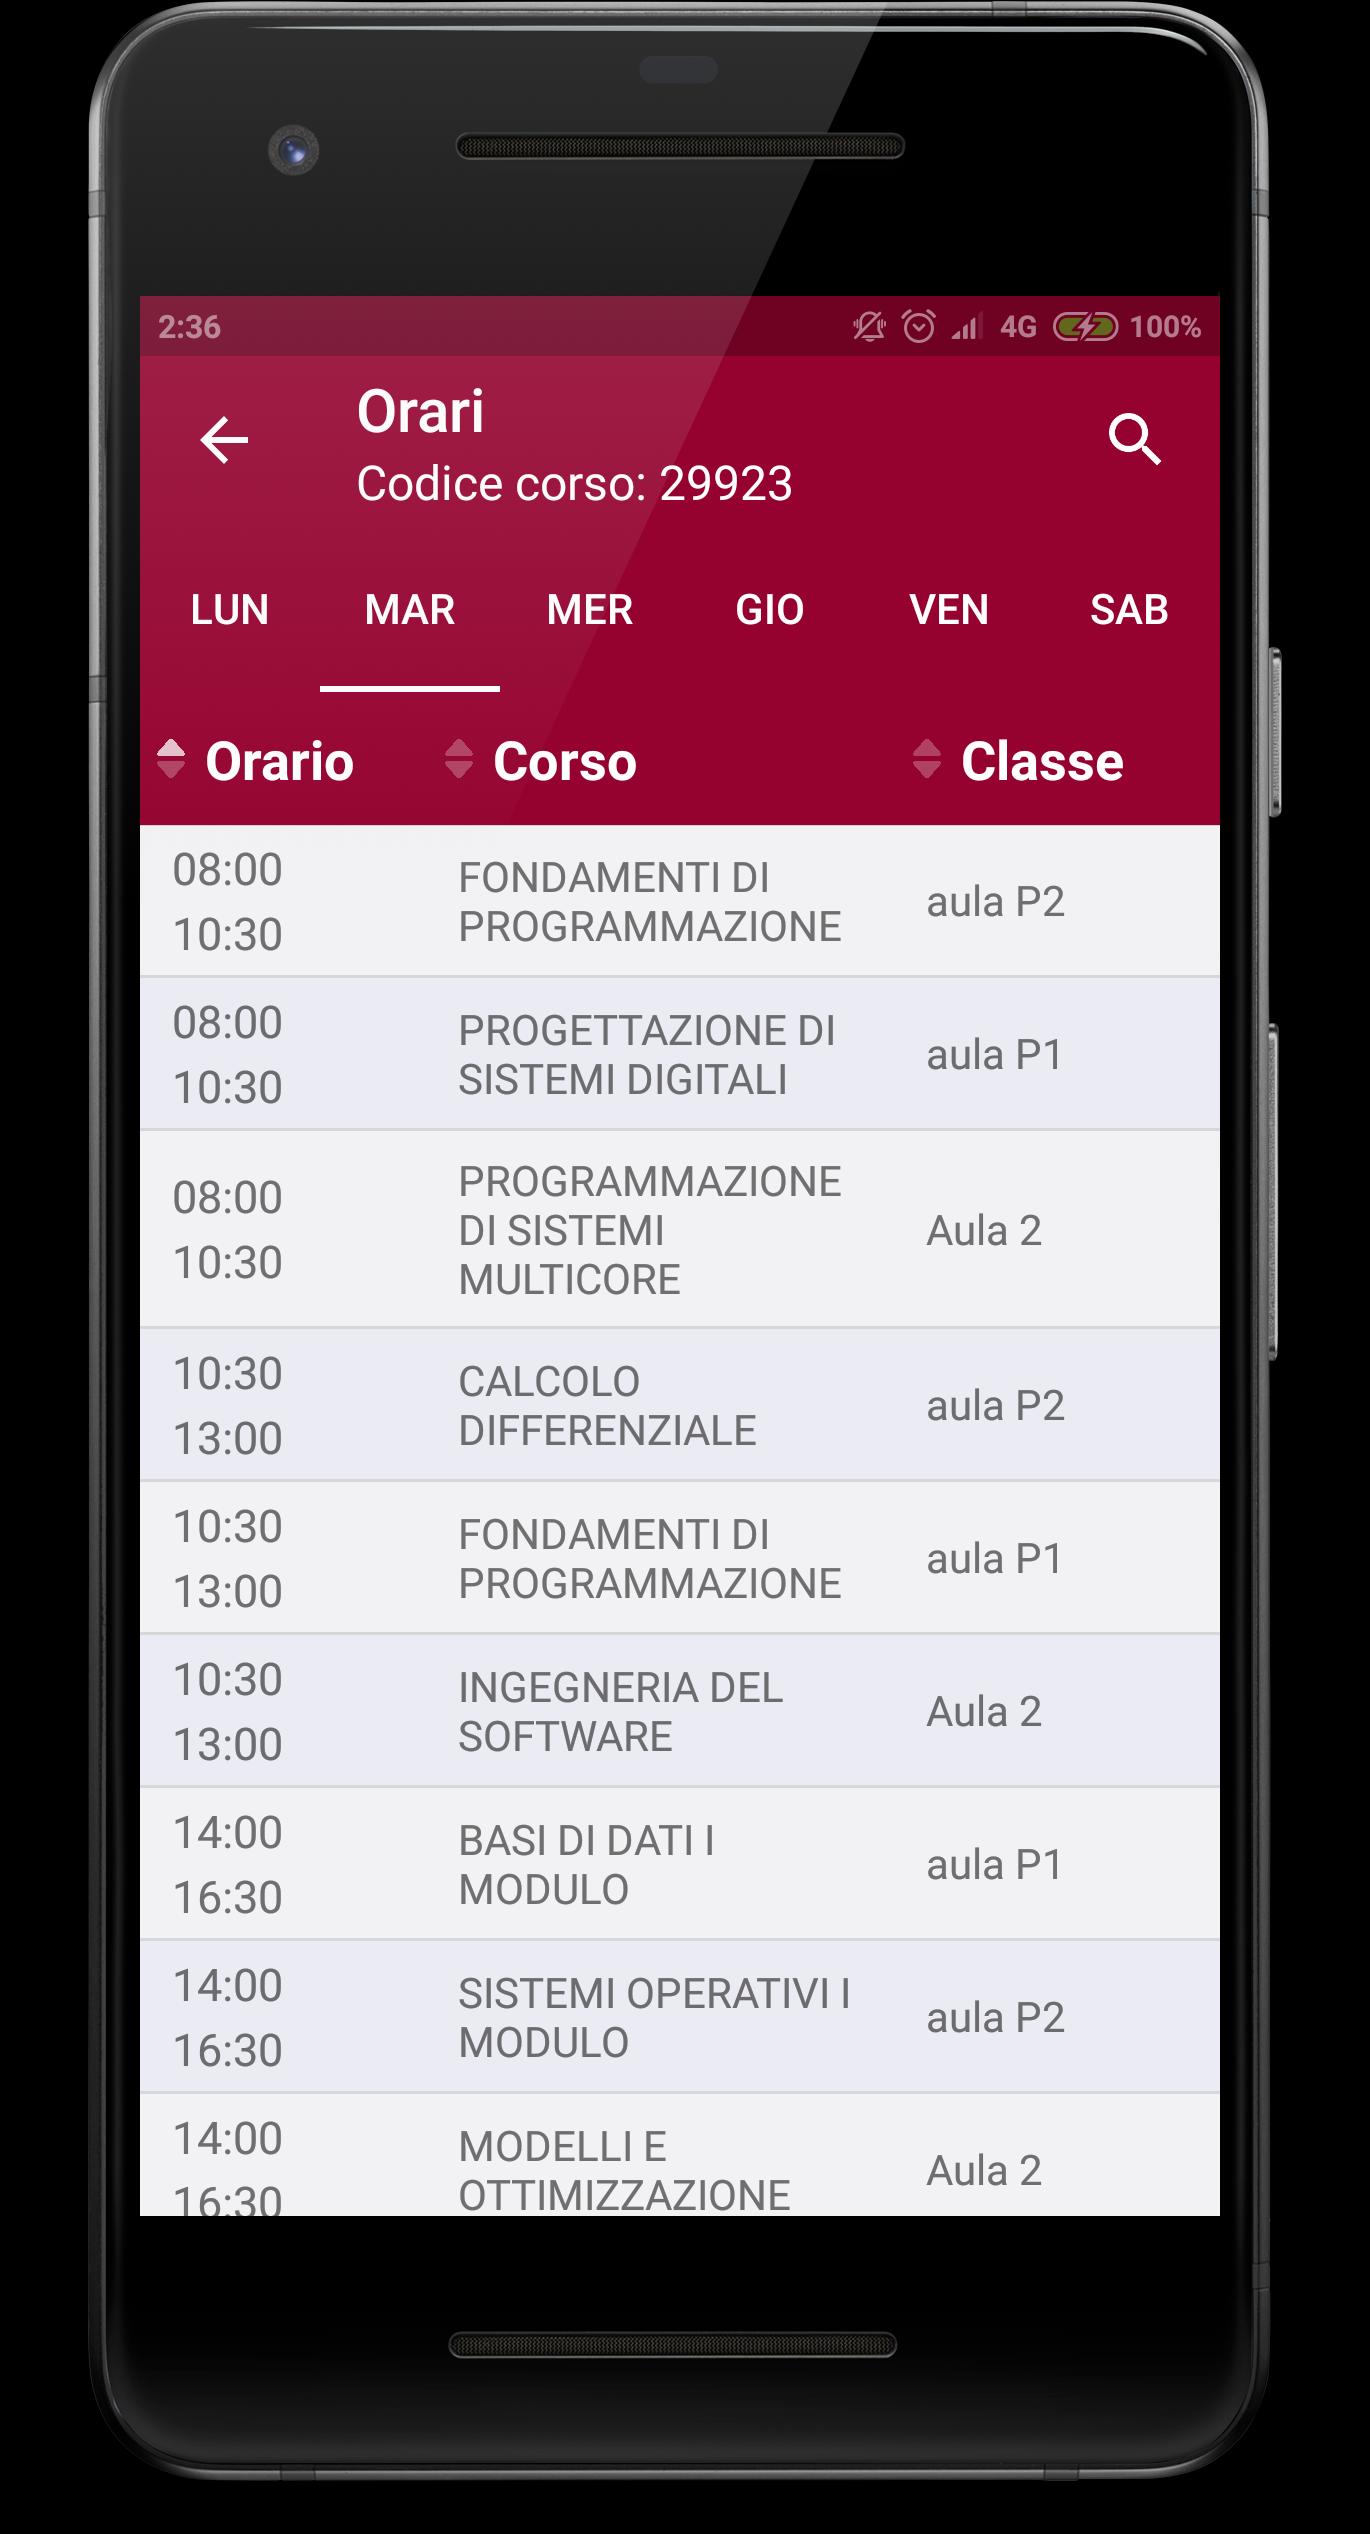 2:36 4G 100%
Orari
Codice corso: 29923
LUN MAR MER GIO VEN SAB
Orario Corso Classe
08:00
10:30
FONDAMENTI DI
PROGRAMMAZIONE
aula P2
08:00
10:30
PROGETTAZIONE DI
SISTEMI DIGITALI
aula P1
08:00
10:30
PROGRAMMAZIONE
DI SISTEMI
MULTICORE
Aula 2
10:30
13:00
CALCOLO
DIFFERENZIALE
aula P2
10:30
13:00
FONDAMENTI DI
PROGRAMMAZIONE
aula P1
10:30
13:00
INGEGNERIA DEL
SOFTWARE
Aula 2
14:00
16:30
BASI DI DATI I
MODULO
aula P1
14:00
16:30
SISTEMI OPERATIVI I
MODULO
aula P2
14:00
16:30
MODELLI E
OTTIMIZZAZIONE
Aula 2